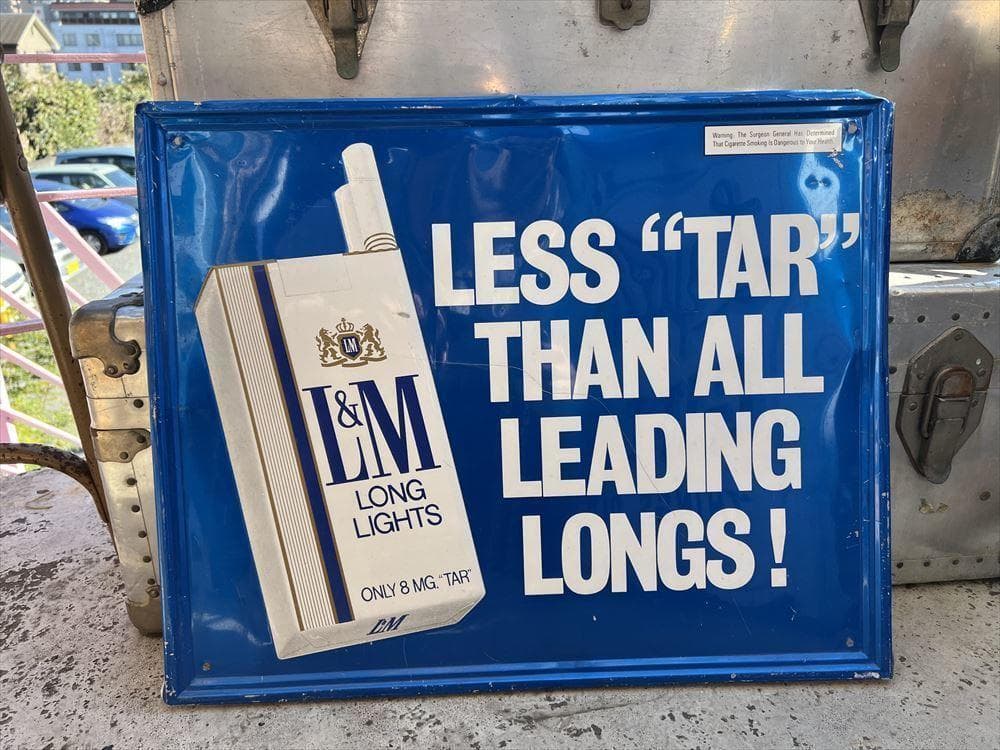 Warning: The Surgeon General Has Determined
That Cigarette Smoking Is Dangerous to Your Health.
LESS “TAR”
THAN ALL
LEADING
LONGS!
LM
L&M
LONG
LIGHTS
ONLY 8 MG. “TAR”
L&M